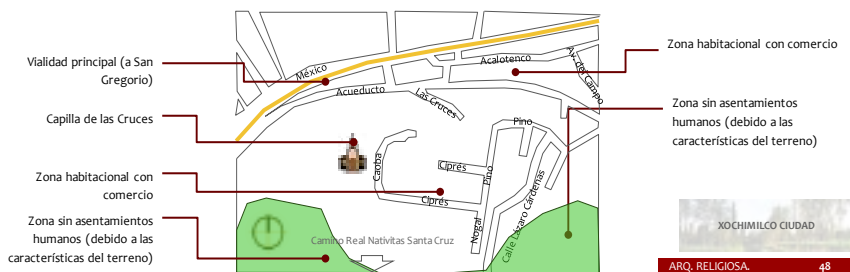 Vialidad principal (a San
Gregorio)
Capilla de las Cruces
Zona habitacional con
comercio
Zona sin asentamientos
humanos (debido a las
características del terreno)
México
Acueducto
Las Cruces
Acalotenco
Av. del Campo
Pino
Caoba
Ciprés
Pino
Ciprés
Nogal
Calle Lázaro Cárdenas
Camino Real Nativitas Santa Cruz
Zona habitacional con comercio
Zona sin asentamientos
humanos (debido a las
características del terreno)
XOCHIMILCO CIUDAD
ARQ. RELIGIOSA. 48